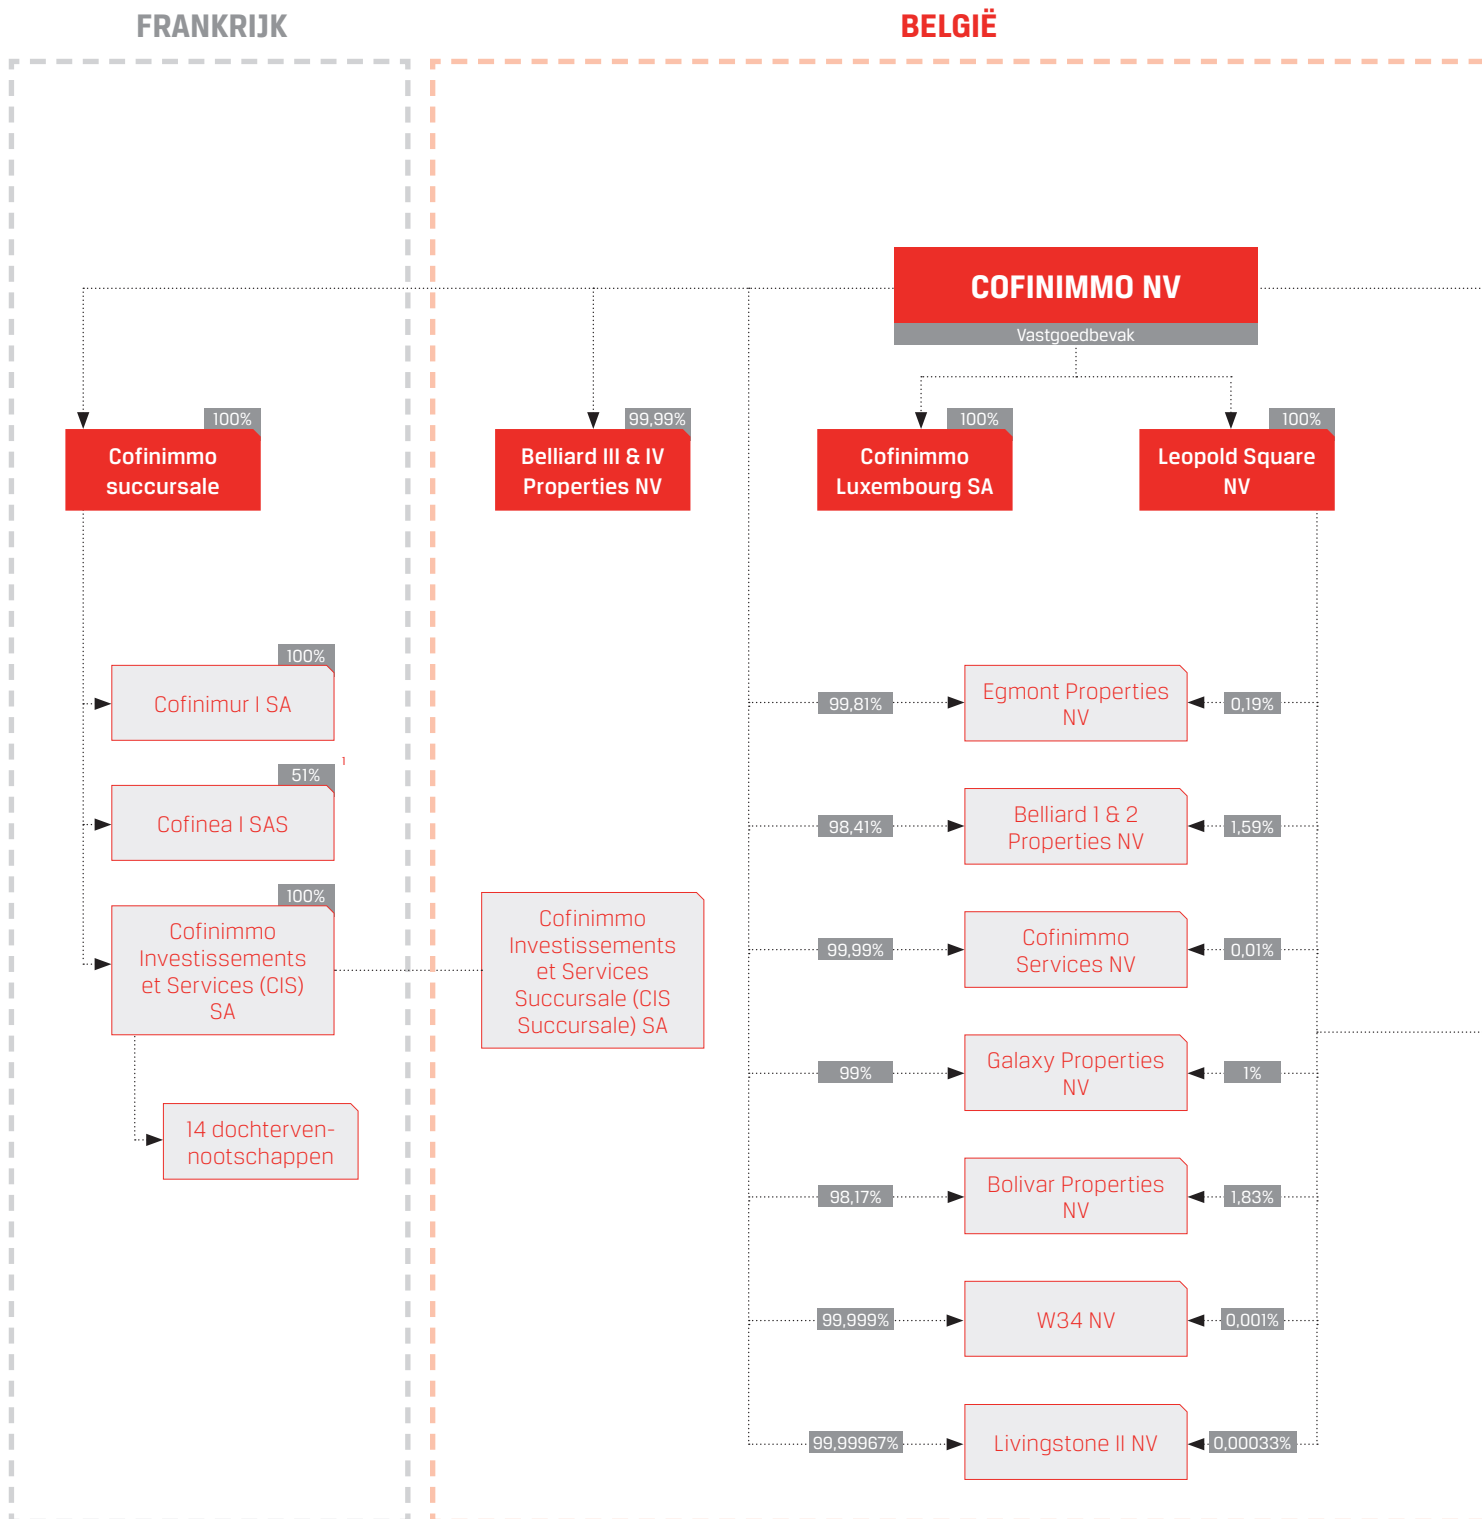 FRANKRIJK
BELGIË
COFINIMMO NV
Vastgoedbevak
100%
Cofinimmo
succursale
99,99%
Belliard III & IV
Properties NV
100%
Cofinimmo
Luxembourg SA
100%
Leopold Square
NV
100%
Cofinimur I SA
51%
1
Cofinea I SAS
100%
Cofinimmo
Investissements
et Services (CIS)
SA
14 dochterven-
nootschappen
Cofinimmo
Investissements
et Services
Succursale (CIS
Succursale) SA
99,81%
Egmont Properties
NV
0,19%
98,41%
Belliard 1 & 2
Properties NV
1,59%
99,99%
Cofinimmo
Services NV
0,01%
99%
Galaxy Properties
NV
1%
98,17%
Bolivar Properties
NV
1,83%
99,999%
W34 NV
0,001%
99,99967%
Livingstone II NV
0,00033%